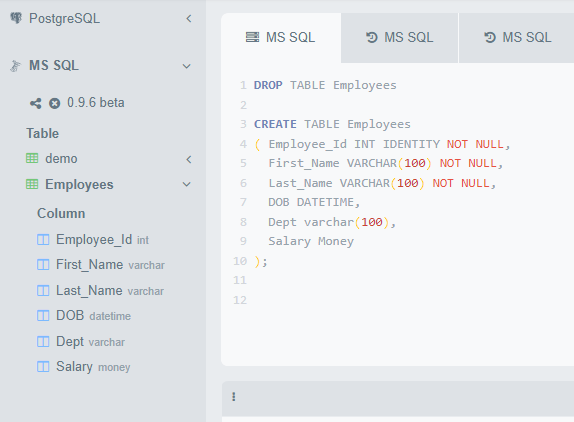 PostgreSQL
MS SQL
0.9.6 beta
Table
demo
Employees
Column
Employee_Id int
First_Name varchar
Last_Name varchar
DOB datetime
Dept varchar
Salary money
MS SQL
MS SQL
MS SQL
1 DROP TABLE Employees
2
3 CREATE TABLE Employees
4 ( Employee_Id INT IDENTITY NOT NULL,
5 First_Name VARCHAR(100) NOT NULL,
6 Last_Name VARCHAR(100) NOT NULL,
7 DOB DATETIME,
8 Dept varchar(100),
9 Salary Money
10 );
11
12